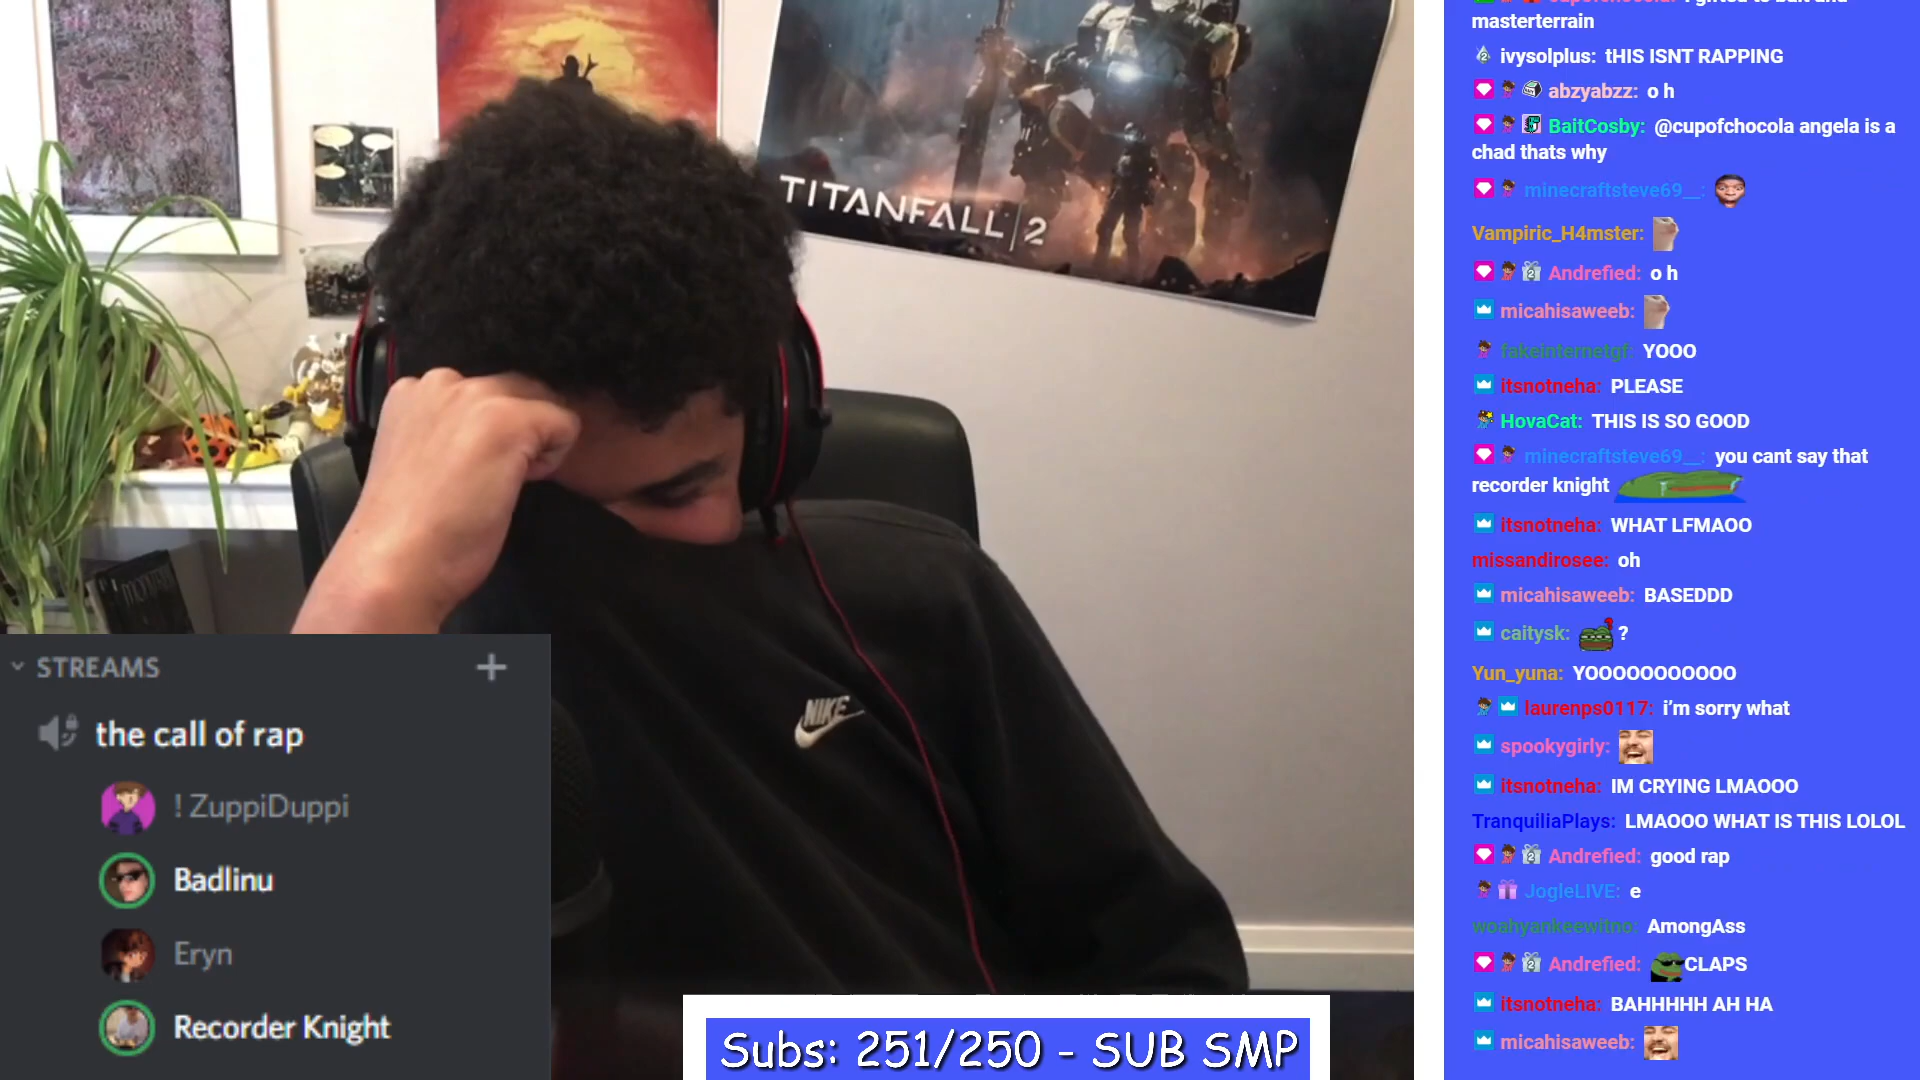 TITANFALL | 2
NIKE
STREAMS
the call of rap
! ZuppiDuppi
Badlinu
Eryn
Recorder Knight
Subs: 251/250 - SUB SMP
masterterrain
ivysolplus: tHIS ISNT RAPPING
abzyabzz: o h
BaitCosby: @cupofchocola angela is a
chad thats why
minecraftsteve69__:
Vampiric_H4mster:
Andrefied: o h
micahisaweeb:
fakeinternetgf: YOOO
itsnotneha: PLEASE
HovaCat: THIS IS SO GOOD
minecraftsteve69__: you cant say that
recorder knight
itsnotneha: WHAT LFMAOO
missandirosee: oh
micahisaweeb: BASEDDD
caitysk: ?
Yun_yuna: YOOOOOOOOOOO
laurenps0117: i'm sorry what
spookygirly:
itsnotneha: IM CRYING LMAOOO
TranquiliaPlays: LMAOOO WHAT IS THIS LOLOL
Andrefied: good rap
JogleLIVE: e
woahyankeewitno: AmongAss
Andrefied: CLAPS
itsnotneha: BAHHHHH AH HA
micahisaweeb: